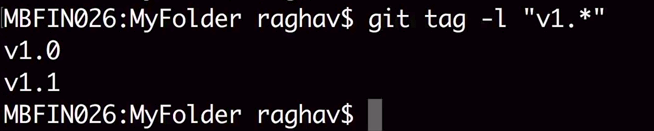 MBFIN026:MyFolder raghav$ git tag -l "v1.*"
v1.0
v1.1
MBFIN026:MyFolder raghav$